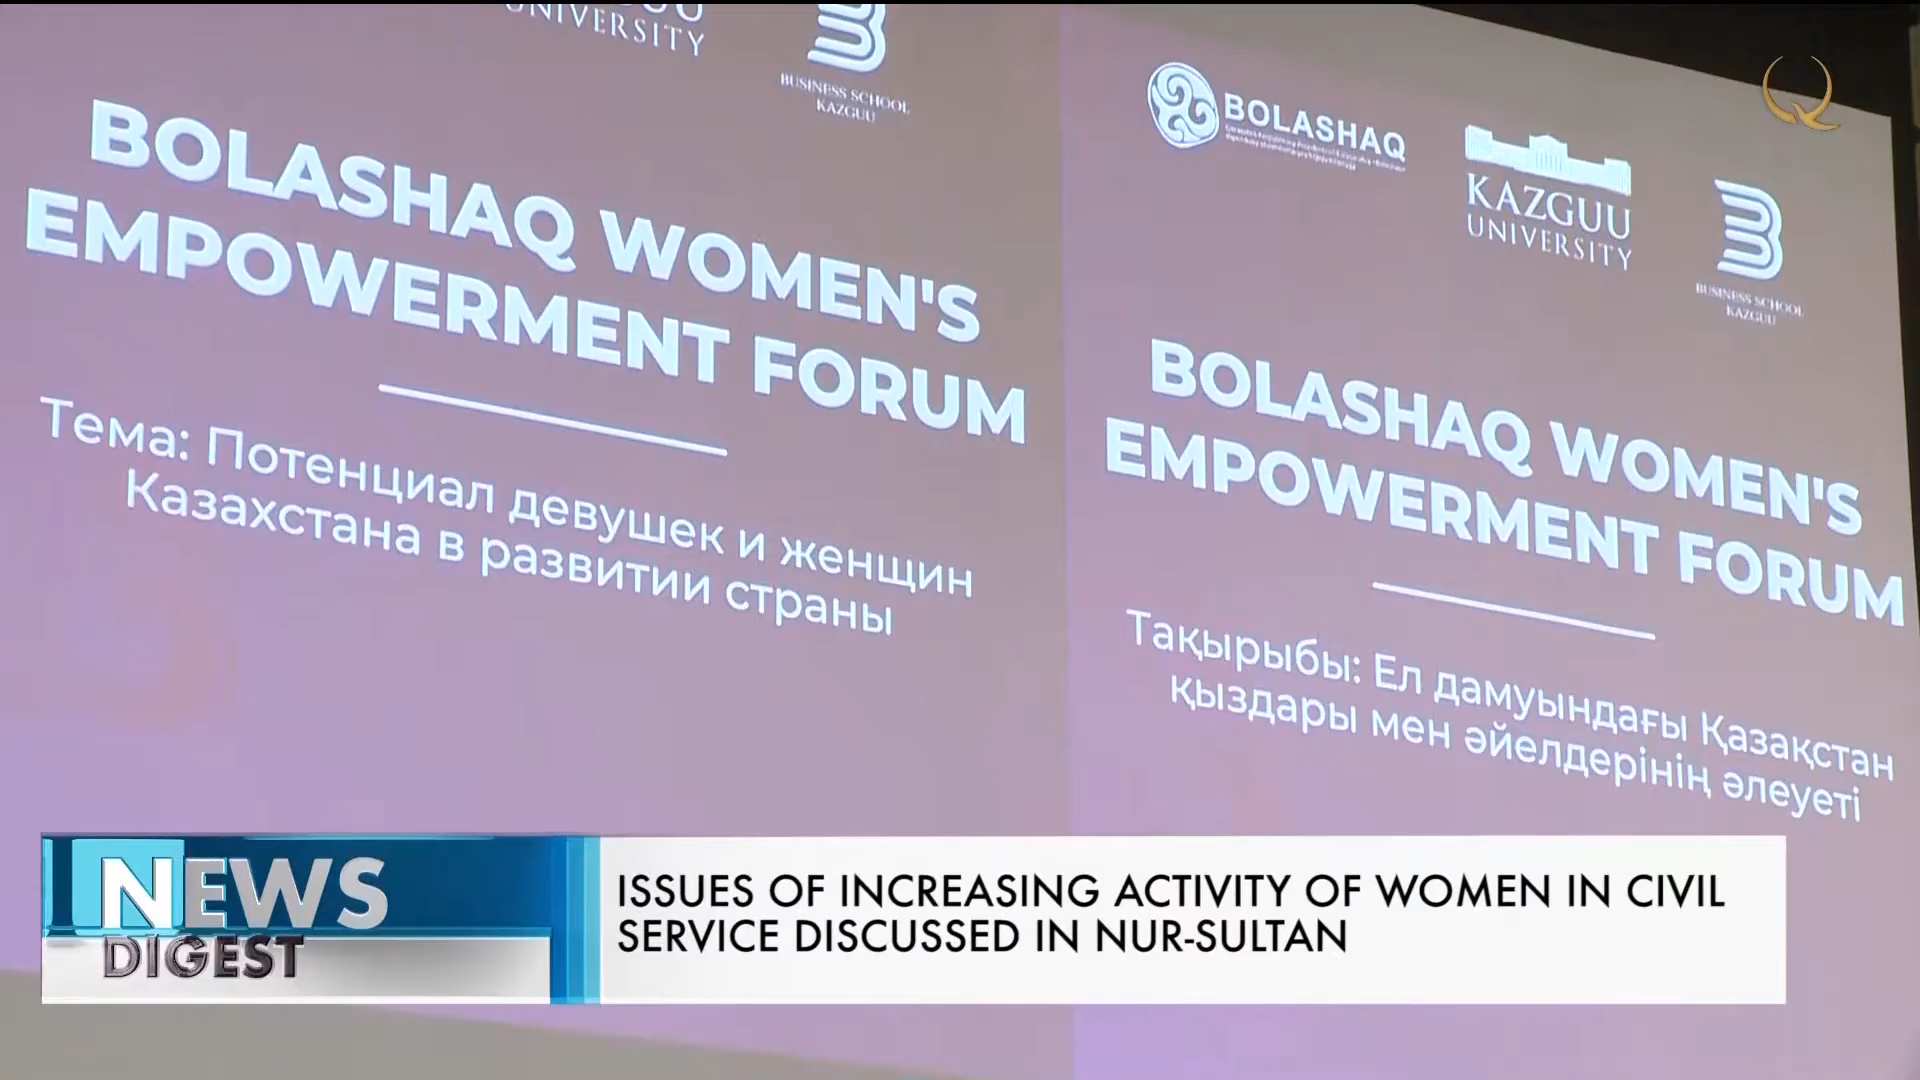 UNIVERSITY
BUSINESS SCHOOL
KAZGUU
BOLASHAQ WOMEN'S
EMPOWERMENT FORUM
Тема: Потенциал девушек и женщин
Казахстана в развитии страны
BOLASHAQ
KAZGUU
UNIVERSITY
BUSINESS SCHOOL
KAZGUU
BOLASHAQ WOMEN'S
EMPOWERMENT FORUM
Тақырыбы: Ел дамуындағы Қазақстан
қыздары мен әйелдерінің әлеуеті
NEWS
DIGEST
ISSUES OF INCREASING ACTIVITY OF WOMEN IN CIVIL
SERVICE DISCUSSED IN NUR-SULTAN